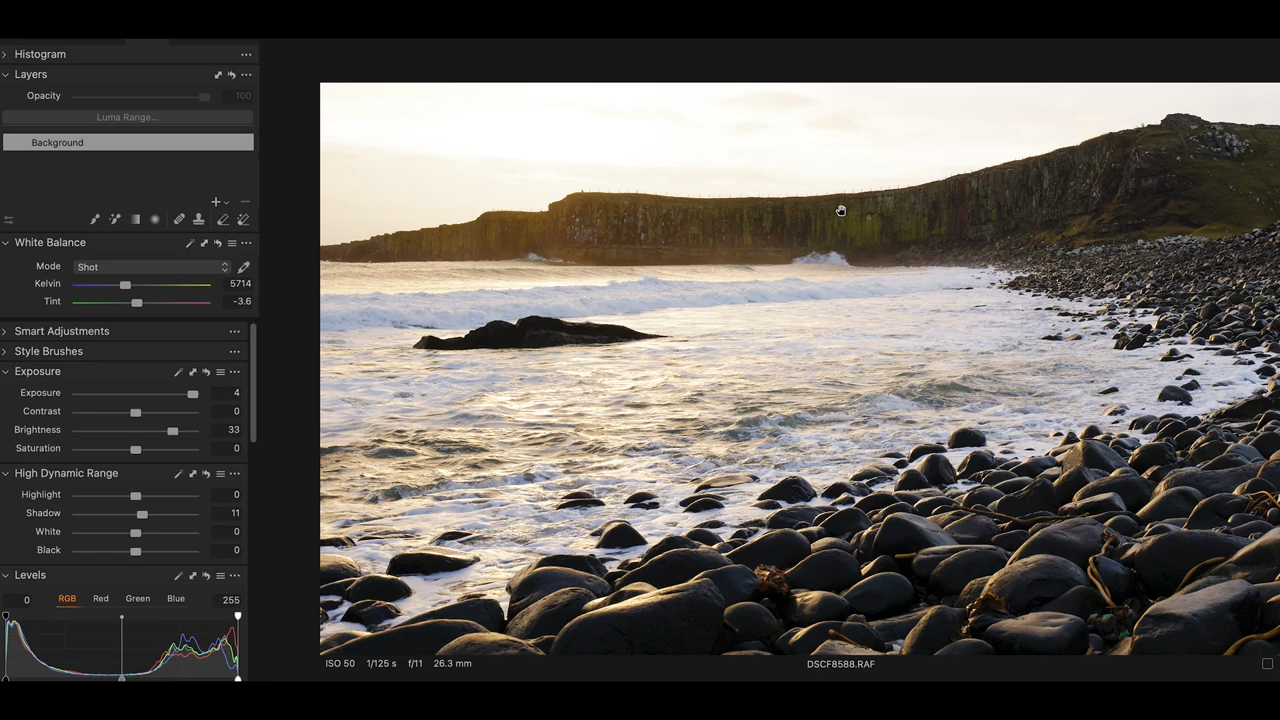 Histogram
Layers
Opacity 100
Luma Range...
Background
White Balance
Mode Shot
Kelvin 5714
Tint -3.6
Smart Adjustments
Style Brushes
Exposure
Exposure 4
Contrast 0
Brightness 33
Saturation 0
High Dynamic Range
Highlight 0
Shadow 11
White 0
Black 0
Levels
0 RGB Red Green Blue 255
ISO 50 1/125 s f/11 26.3 mm DSCF8588.RAF